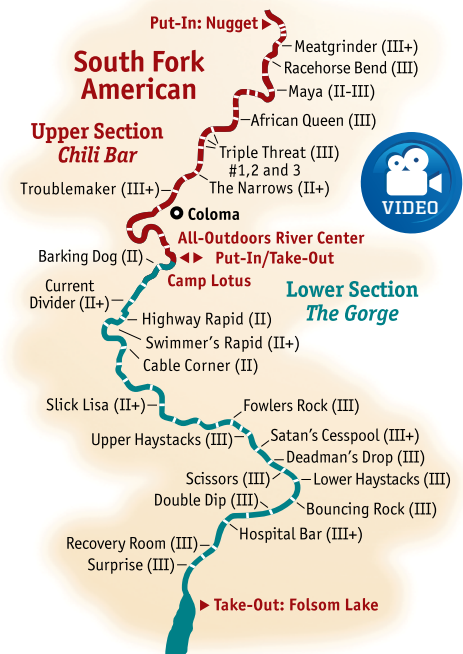 Put-In: Nugget
Meatgrinder (III+)
South Fork
American
Racehorse Bend (III)
Maya (II-III)
African Queen (III)
Upper Section
Chili Bar
Triple Threat (III)
#1,2 and 3
Troublemaker (III+)
The Narrows (II+)
VIDEO
Coloma
All-Outdoors River Center
Put-In/Take-Out
Barking Dog (II)
Camp Lotus
Current
Divider (II+)
Lower Section
The Gorge
Highway Rapid (II)
Swimmer's Rapid (II+)
Cable Corner (II)
Slick Lisa (II+)
Fowlers Rock (III)
Upper Haystacks (III)
Satan's Cesspool (III+)
Deadman's Drop (III)
Scissors (III)
Lower Haystacks (III)
Double Dip (III)
Bouncing Rock (III)
Hospital Bar (III+)
Recovery Room (III)
Surprise (III)
Take-Out: Folsom Lake